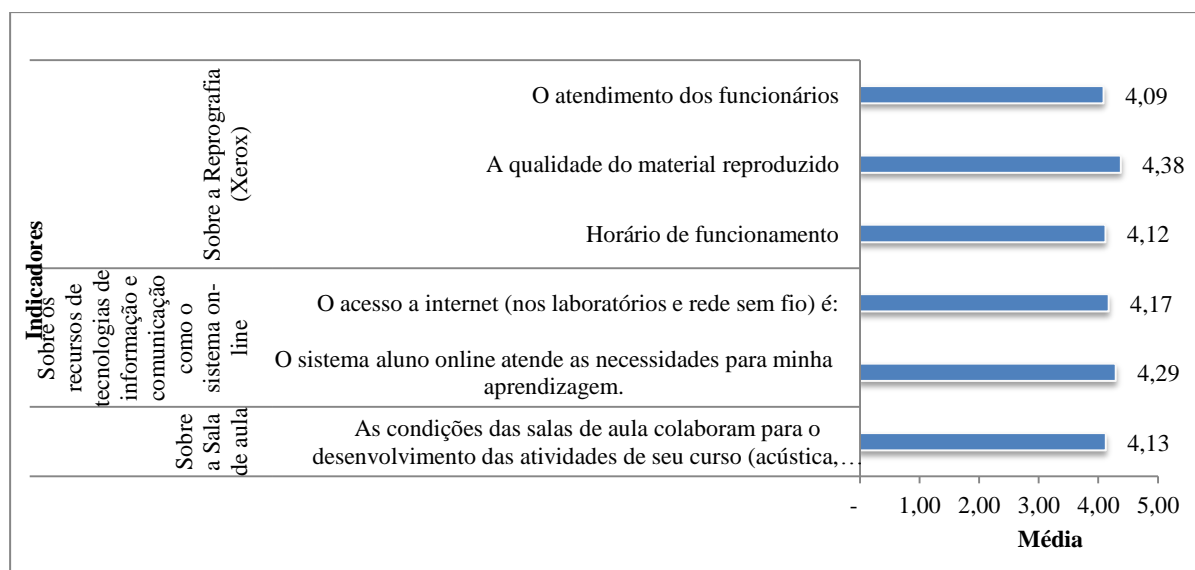 Indicadores
Sobre a Reprografia
(Xerox)
O atendimento dos funcionários
4,09
A qualidade do material reproduzido
4,38
Horário de funcionamento
4,12
Sobre os
recursos de
tecnologias de
informação e
comunicação
como o
sistema on-
line
O acesso a internet (nos laboratórios e rede sem fio) é:
4,17
O sistema aluno online atende as necessidades para minha
aprendizagem.
4,29
Sobre
a Sala
de aula
As condições das salas de aula colaboram para o
desenvolvimento das atividades de seu curso (acústica,…
4,13
- 1,00 2,00 3,00 4,00 5,00
Média